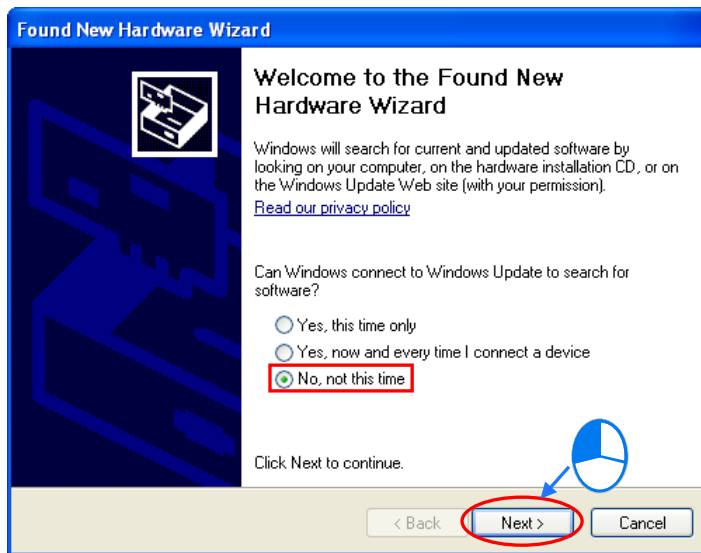 Found New Hardware Wizard
Welcome to the Found New
Hardware Wizard
Windows will search for current and updated software by
looking on your computer, on the hardware installation CD, or on
the Windows Update Web site (with your permission).
Read our privacy policy
Can Windows connect to Windows Update to search for
software?
Yes, this time only
Yes, now and every time I connect a device
No, not this time
Click Next to continue.
< Back
Next >
Cancel